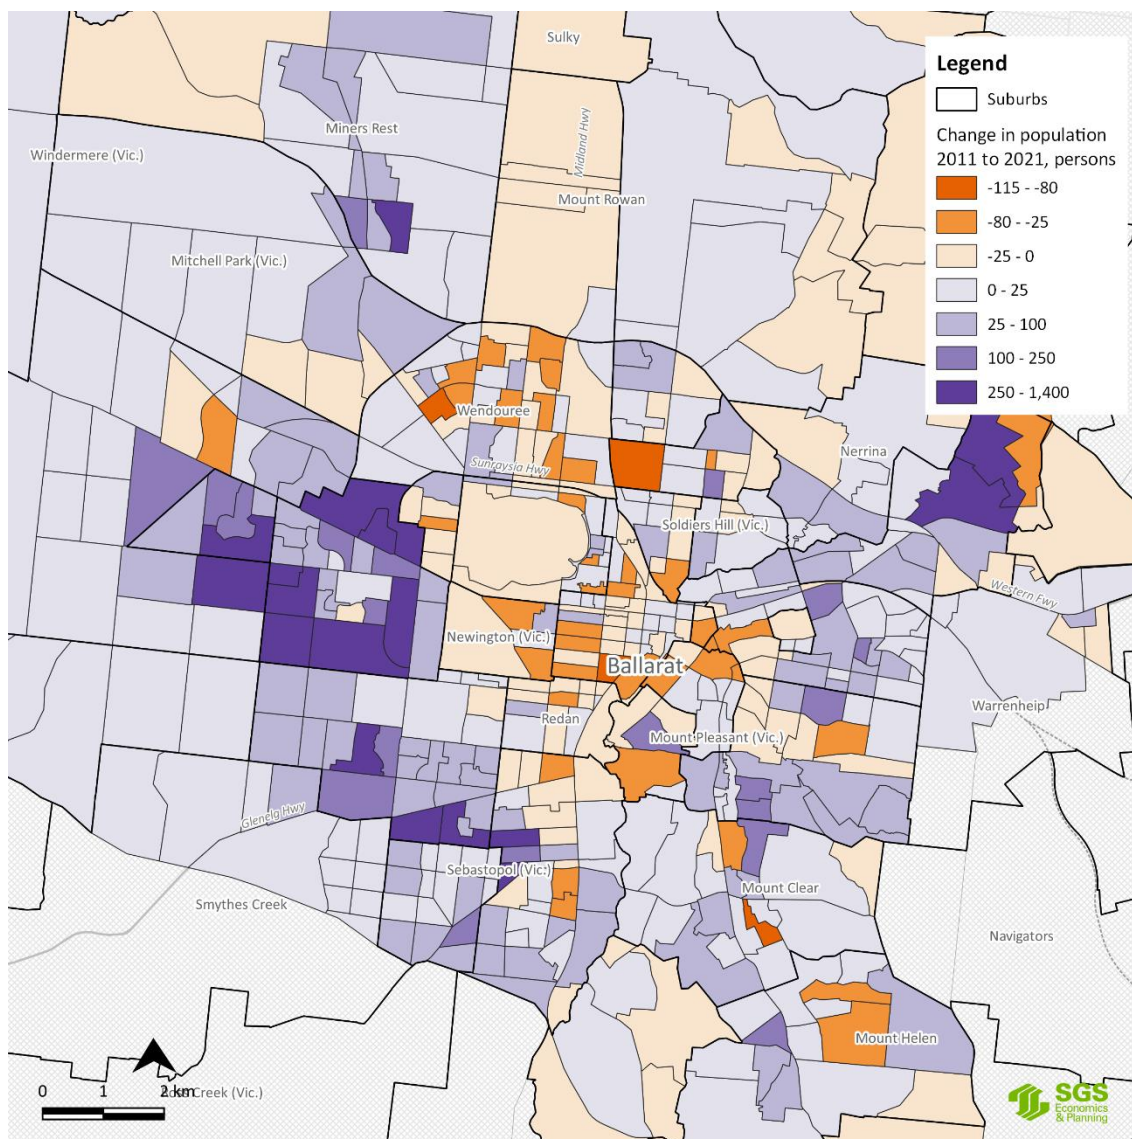 Sulky
Legend
Suburbs
Change in population
2011 to 2021, persons
-115 - -80
-80 - -25
-25 - 0
0 - 25
25 - 100
100 - 250
250 - 1,400
Miners Rest
Midland Hwy
Windermere (Vic.)
Mount Rowan
Mitchell Park (Vic.)
Wendouree
Nerrina
Sunraysia Hwy
Soldiers Hill (Vic.)
Western Fwy
Newington (Vic.)
Ballarat
Warrenheip
Redan
Mount Pleasant (Vic.)
Glenelg Hwy
Sebastopol (Vic.)
Mount Clear
Smythes Creek
Navigators
Mount Helen
0 1 2 km
Creek (Vic.)
SGS
Economics
& Planning